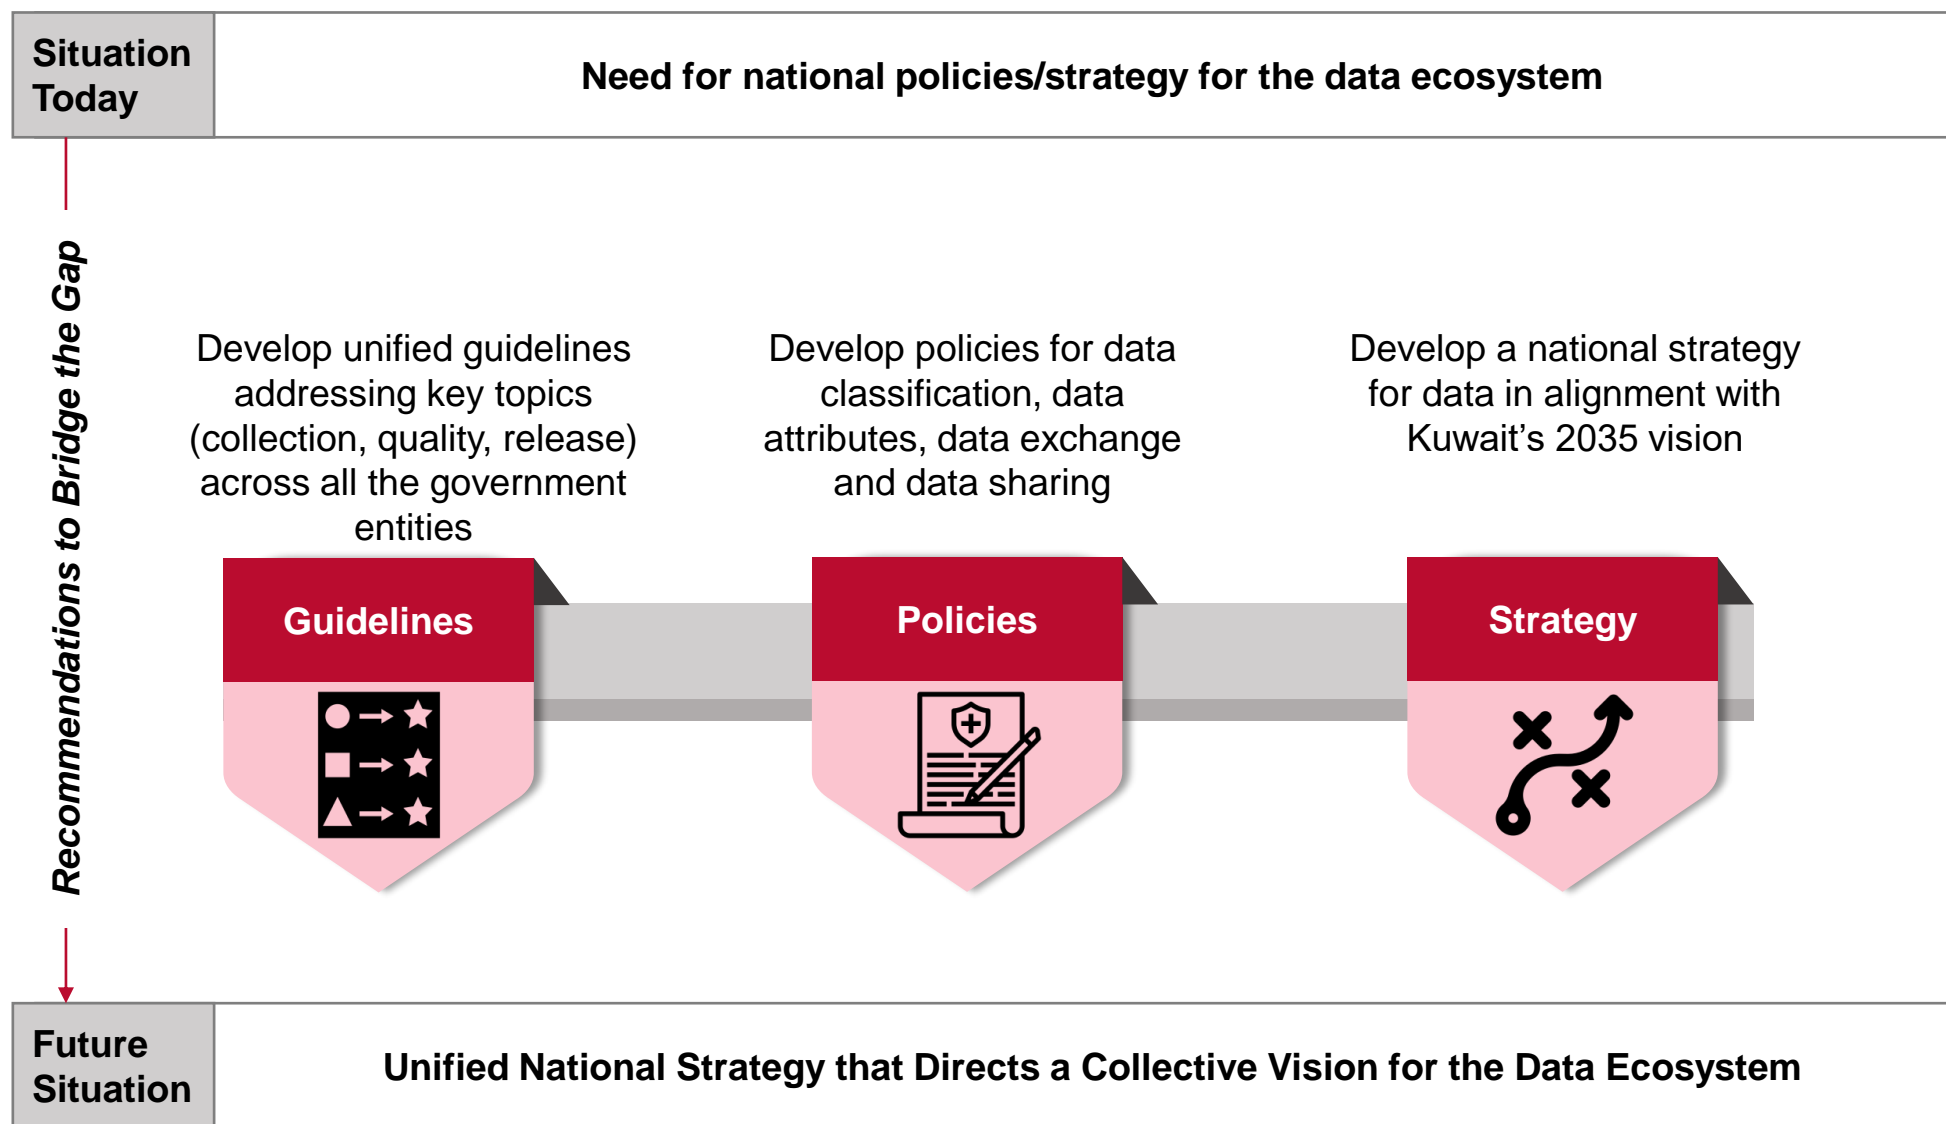 Situation
Today
Need for national policies/strategy for the data ecosystem
Recommendations to Bridge the Gap
Develop unified guidelines
addressing key topics
(collection, quality, release)
across all the government
entities
Guidelines
Develop policies for data
classification, data
attributes, data exchange
and data sharing
Policies
Develop a national strategy
for data in alignment with
Kuwait’s 2035 vision
Strategy
Future
Situation
Unified National Strategy that Directs a Collective Vision for the Data Ecosystem